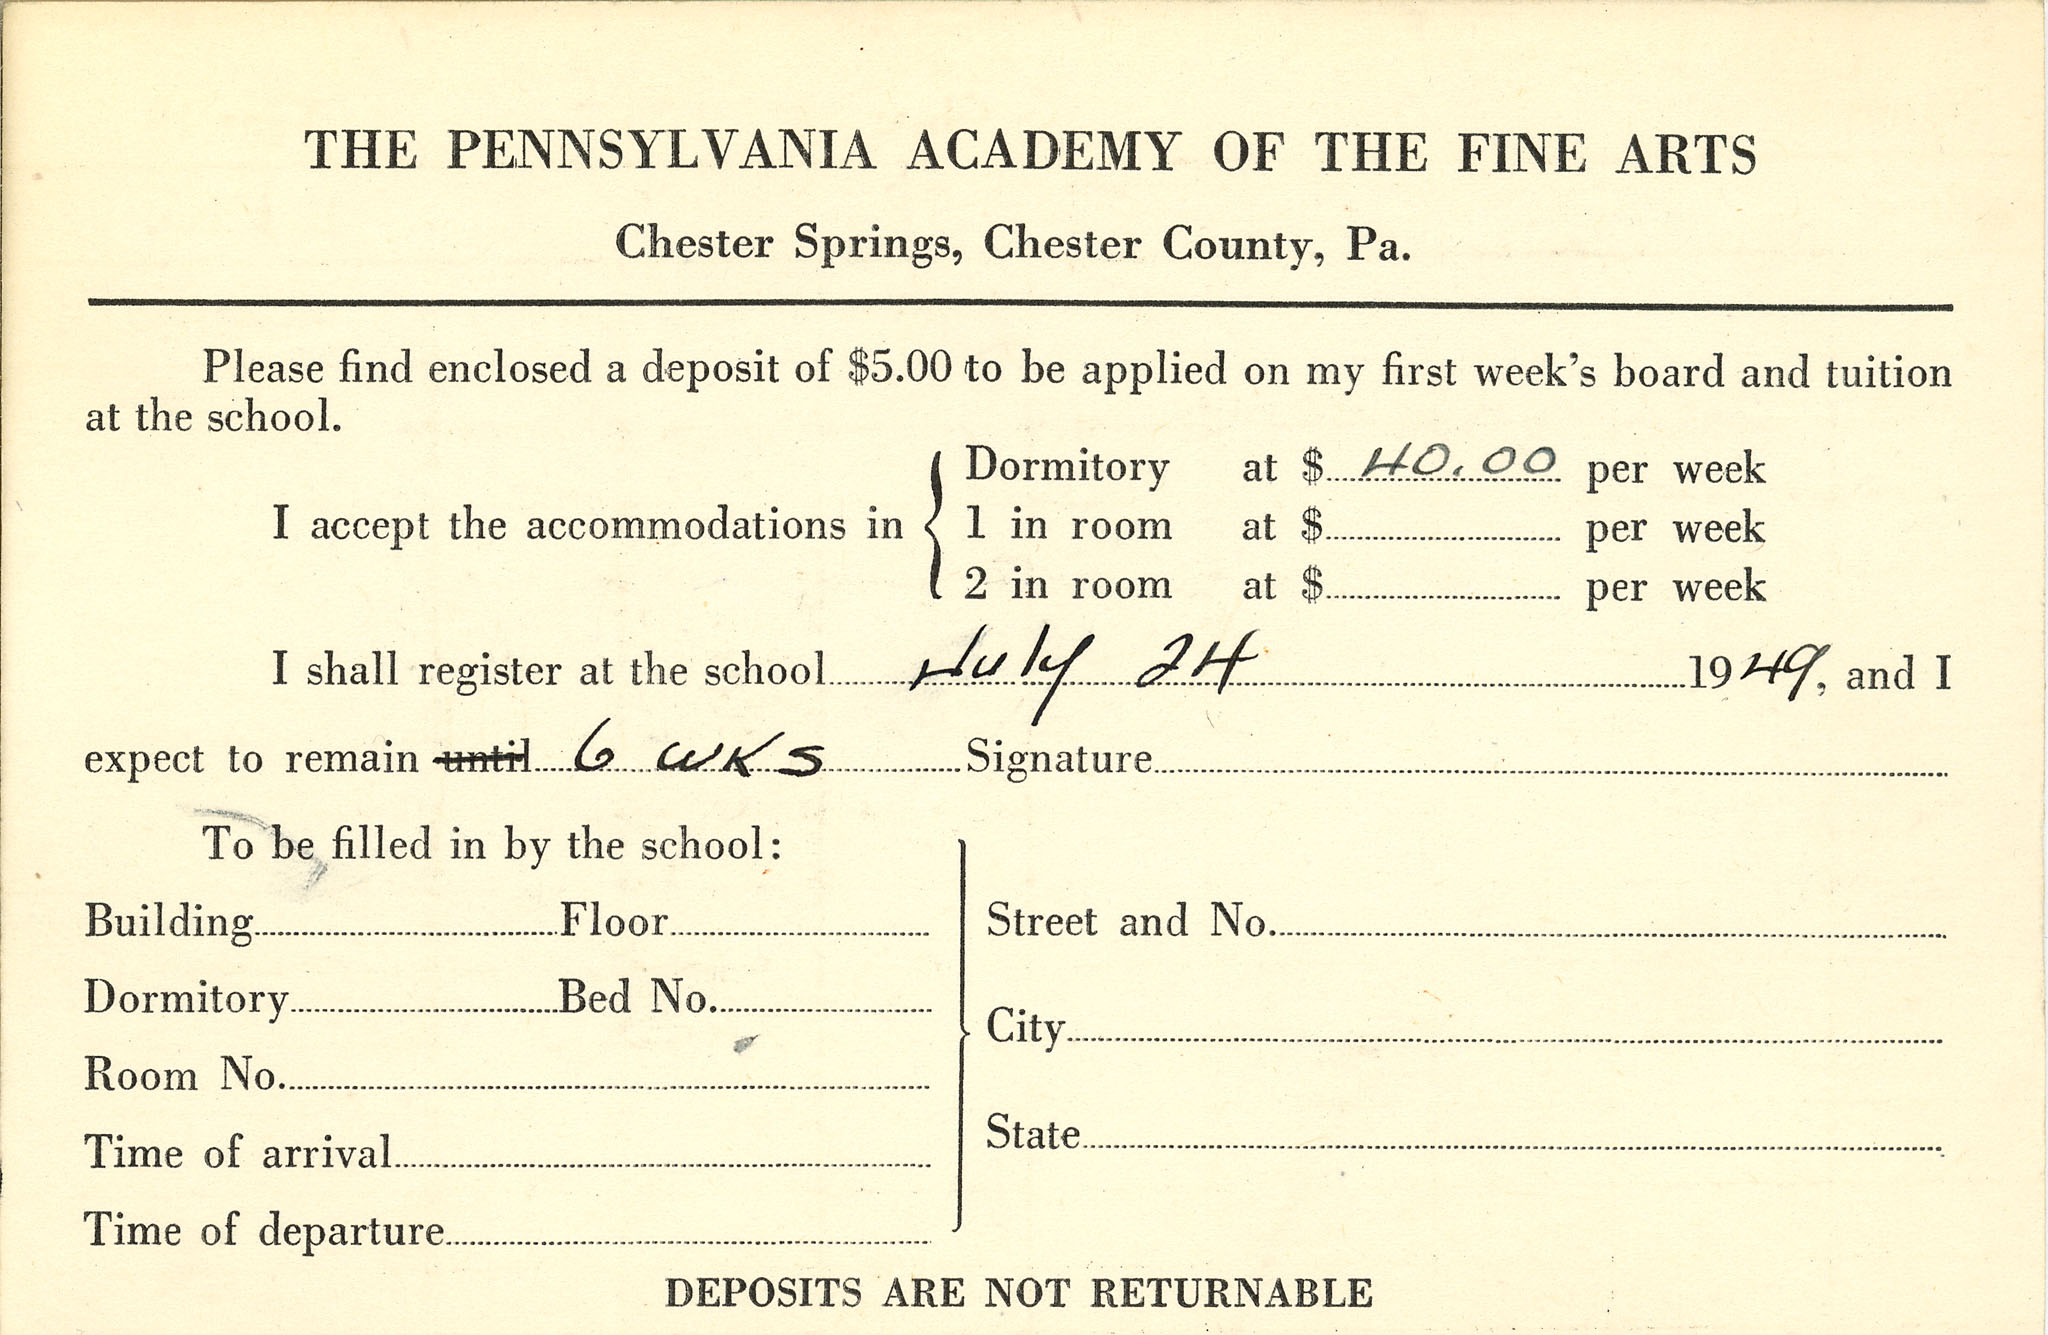 THE PENNSYLVANIA ACADEMY OF THE FINE ARTS
Chester Springs, Chester County, Pa.
Please find enclosed a deposit of $5.00 to be applied on my first week's board and tuition
at the school.
I accept the accommodations in
Dormitory at $ 40.00 per week
1 in room at $ per week
2 in room at $ per week
I shall register at the school July 24 1949, and I
expect to remain until 6 WKS Signature
To be filled in by the school:
Building Floor
Dormitory Bed No.
Room No.
Time of arrival
Time of departure
Street and No.
City
State
DEPOSITS ARE NOT RETURNABLE